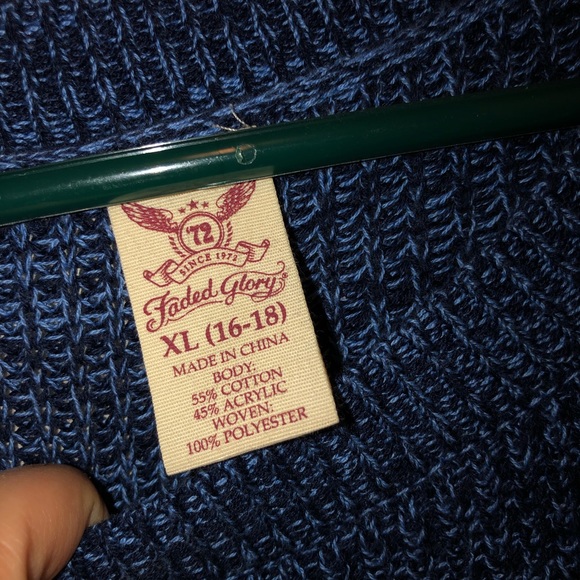 '72
SINCE 1972
Faded Glory®
XL (16-18)
MADE IN CHINA
BODY:
55% COTTON
45% ACRYLIC
WOVEN:
100% POLYESTER